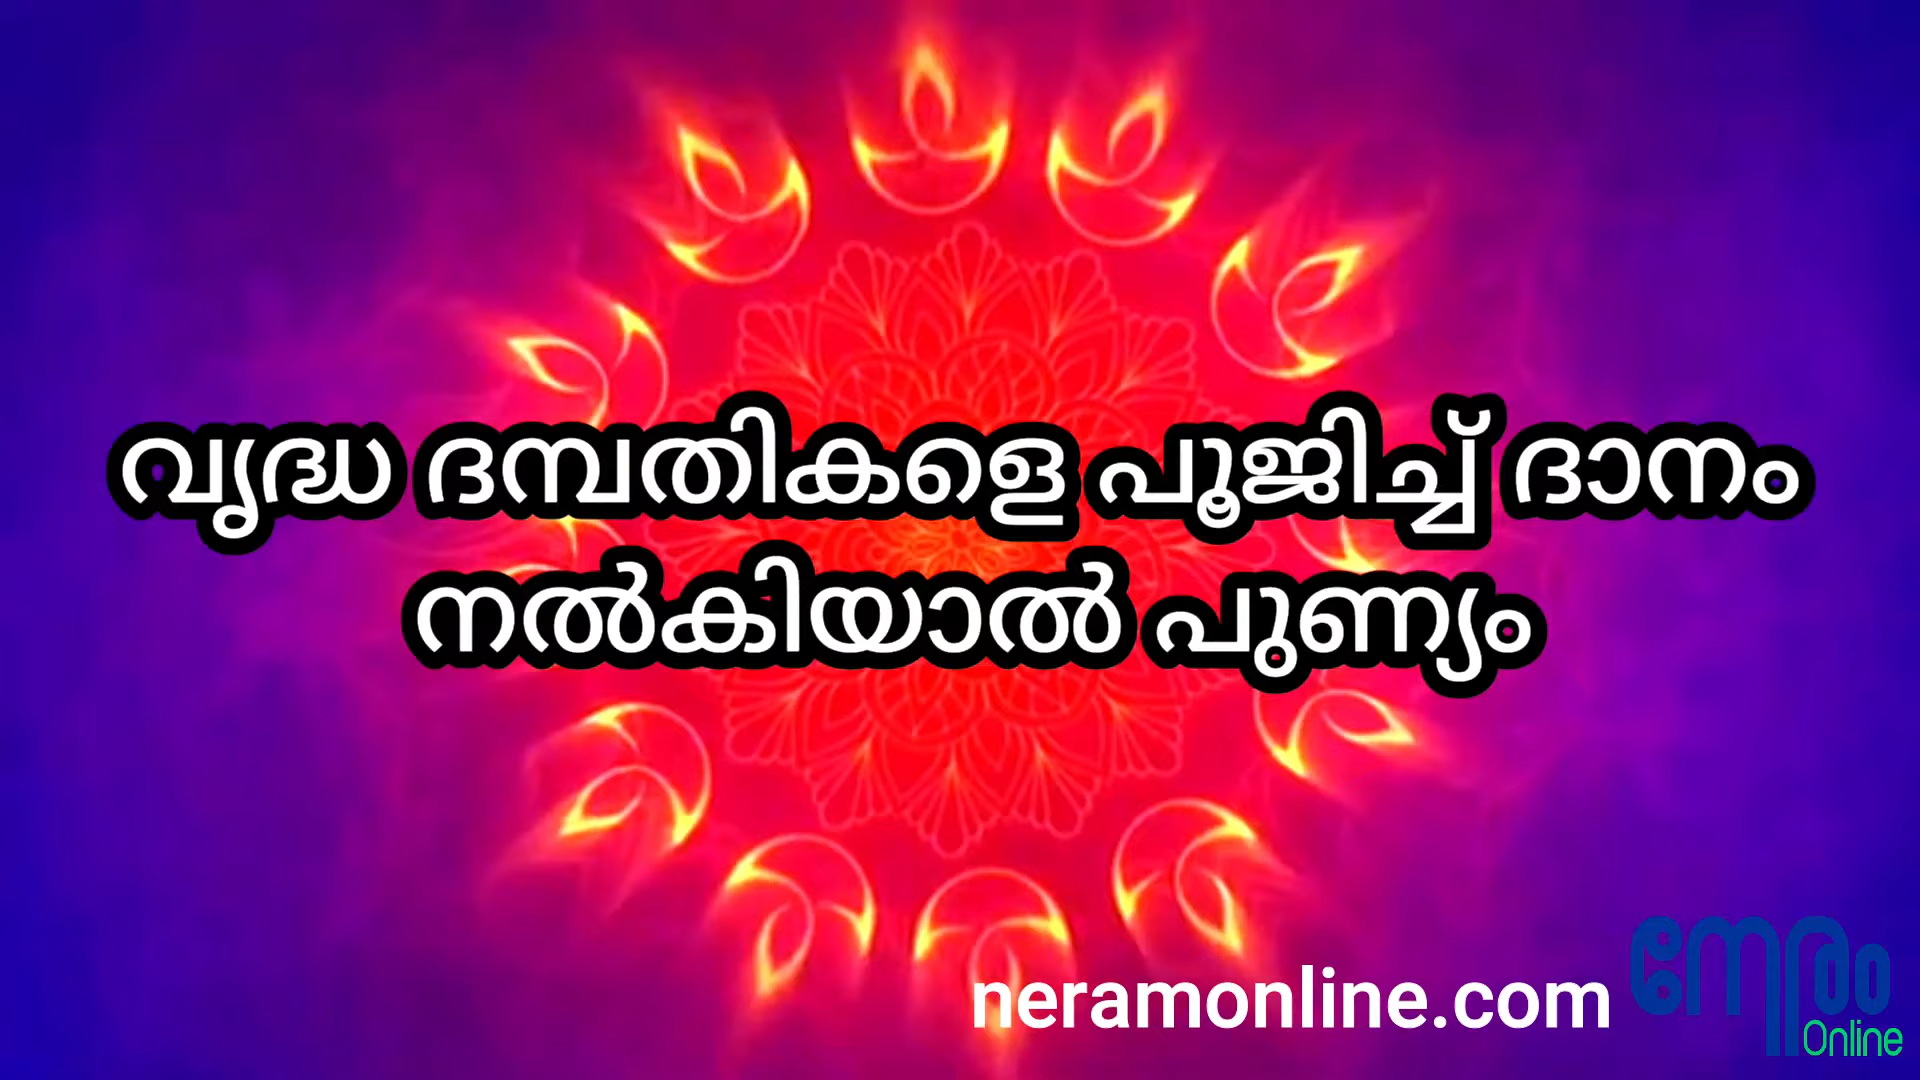 വൃദ്ധ ദമ്പതികളെ പൂജിച്ച് ദാനം
നൽകിയാൽ പുണ്യം
neramonline.com
നേരം
Online